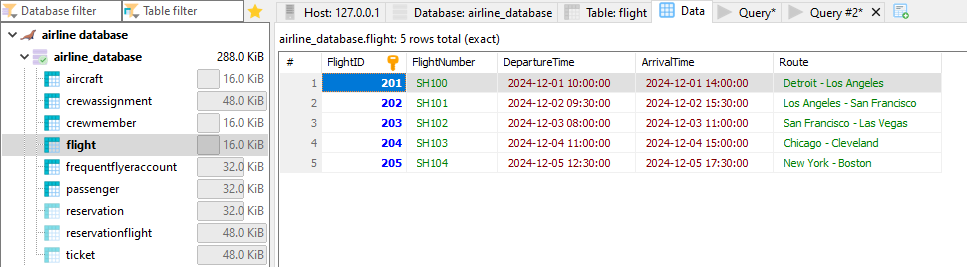 Database filter Table filter Host: 127.0.0.1 Database: airline_database Table: flight Data Query* Query #2*
airline database
airline_database 288.0 KiB
aircraft 16.0 KiB
crewassignment 48.0 KiB
crewmember 16.0 KiB
flight 16.0 KiB
frequentflyeraccount 32.0 KiB
passenger 32.0 KiB
reservation 32.0 KiB
reservationflight 48.0 KiB
ticket 48.0 KiB
airline_database.flight: 5 rows total (exact)
# FlightID FlightNumber DepartureTime ArrivalTime Route
1 201 SH100 2024-12-01 10:00:00 2024-12-01 14:00:00 Detroit - Los Angeles
2 202 SH101 2024-12-02 09:30:00 2024-12-02 15:30:00 Los Angeles - San Francisco
3 203 SH102 2024-12-03 08:00:00 2024-12-03 11:00:00 San Francisco - Las Vegas
4 204 SH103 2024-12-04 11:00:00 2024-12-04 15:00:00 Chicago - Cleveland
5 205 SH104 2024-12-05 12:30:00 2024-12-05 17:30:00 New York - Boston